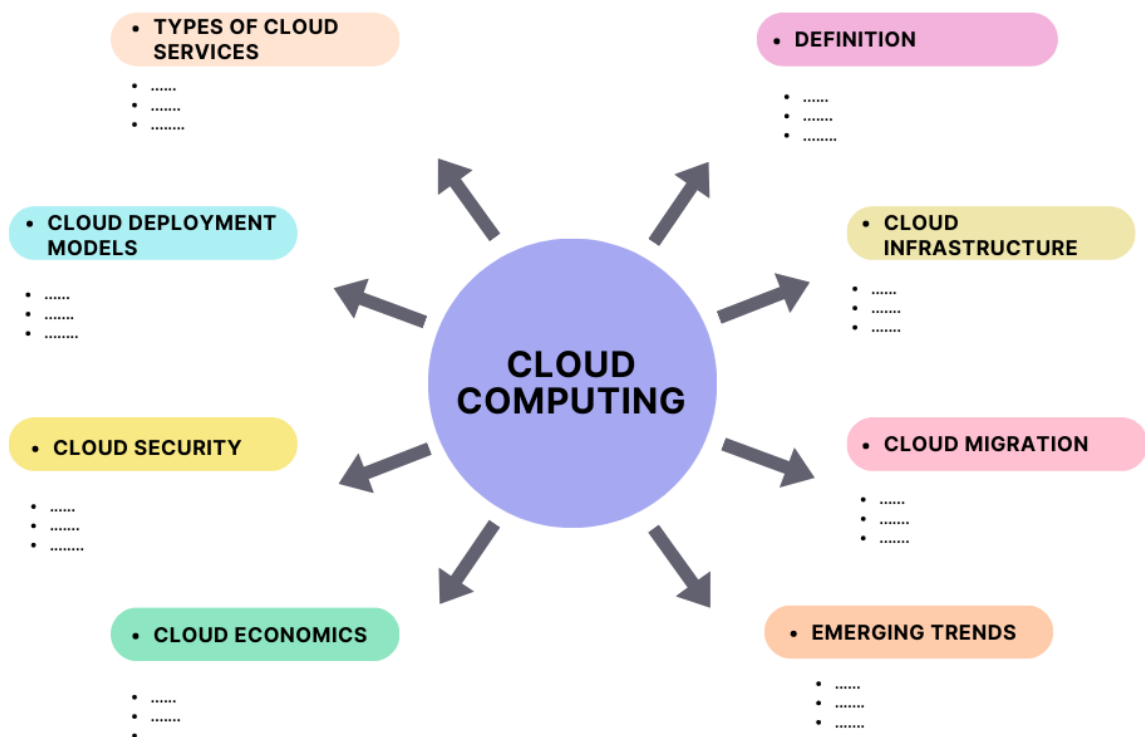 • TYPES OF CLOUD
SERVICES
• ......
• .......
• ........
• DEFINITION
• ......
• .......
• ........
• CLOUD DEPLOYMENT
MODELS
• ......
• .......
• ........
• CLOUD
INFRASTRUCTURE
• ......
• .......
• .......
CLOUD
COMPUTING
• CLOUD SECURITY
• ......
• .......
• ........
• CLOUD MIGRATION
• ......
• .......
• .......
• CLOUD ECONOMICS
• ......
• .......
•
• EMERGING TRENDS
• ......
• .......
• .......